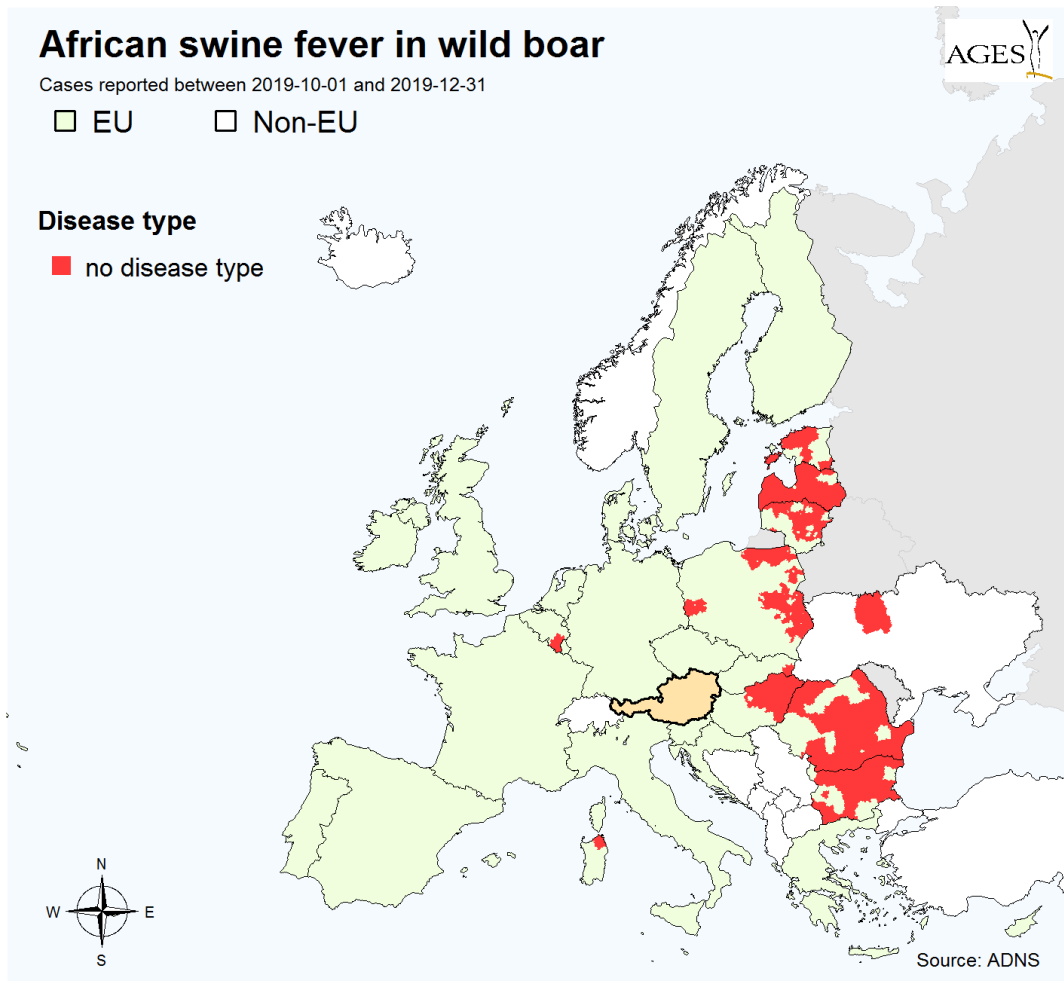 African swine fever in wild boar
Cases reported between 2019-10-01 and 2019-12-31
EU
Non-EU
AGES
Disease type
no disease type
N
W
E
S
Source: ADNS